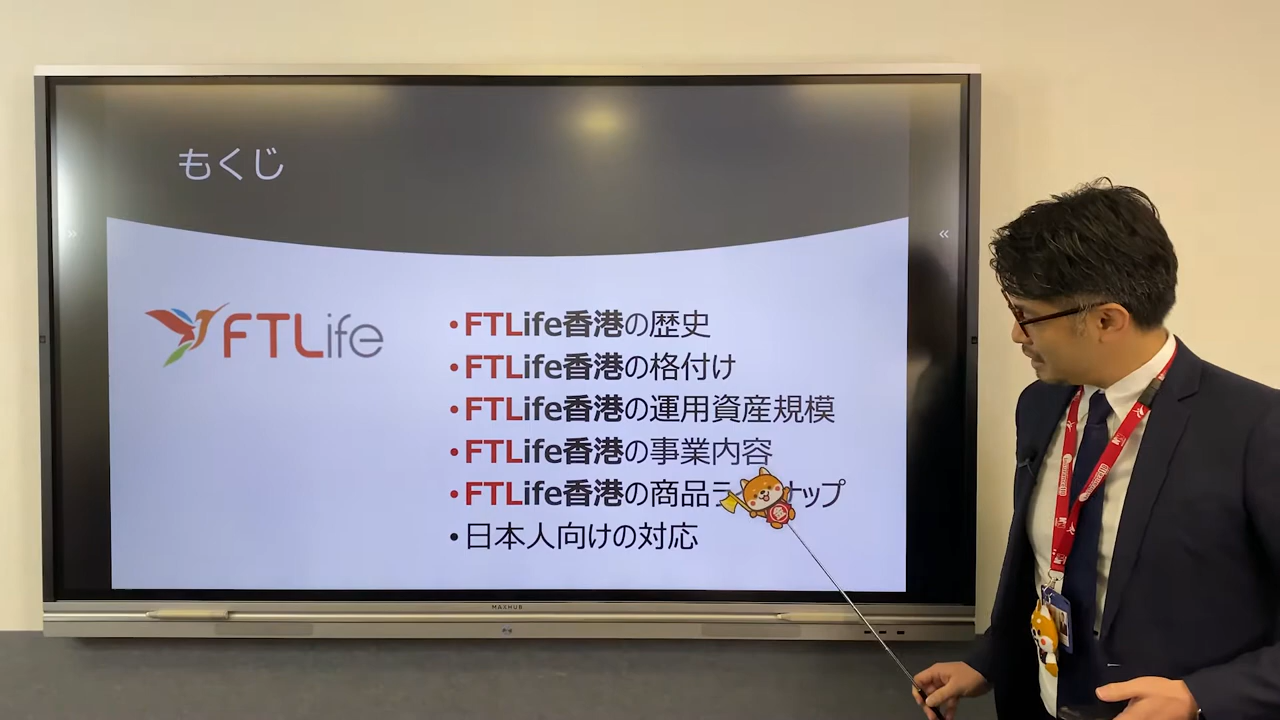 もくじ
FTLife
•FTLife香港の歴史
•FTLife香港の格付け
•FTLife香港の運用資産規模
•FTLife香港の事業内容
•FTLife香港の商品ラ ナップ
•日本人向けの対応
MAXHUB
金